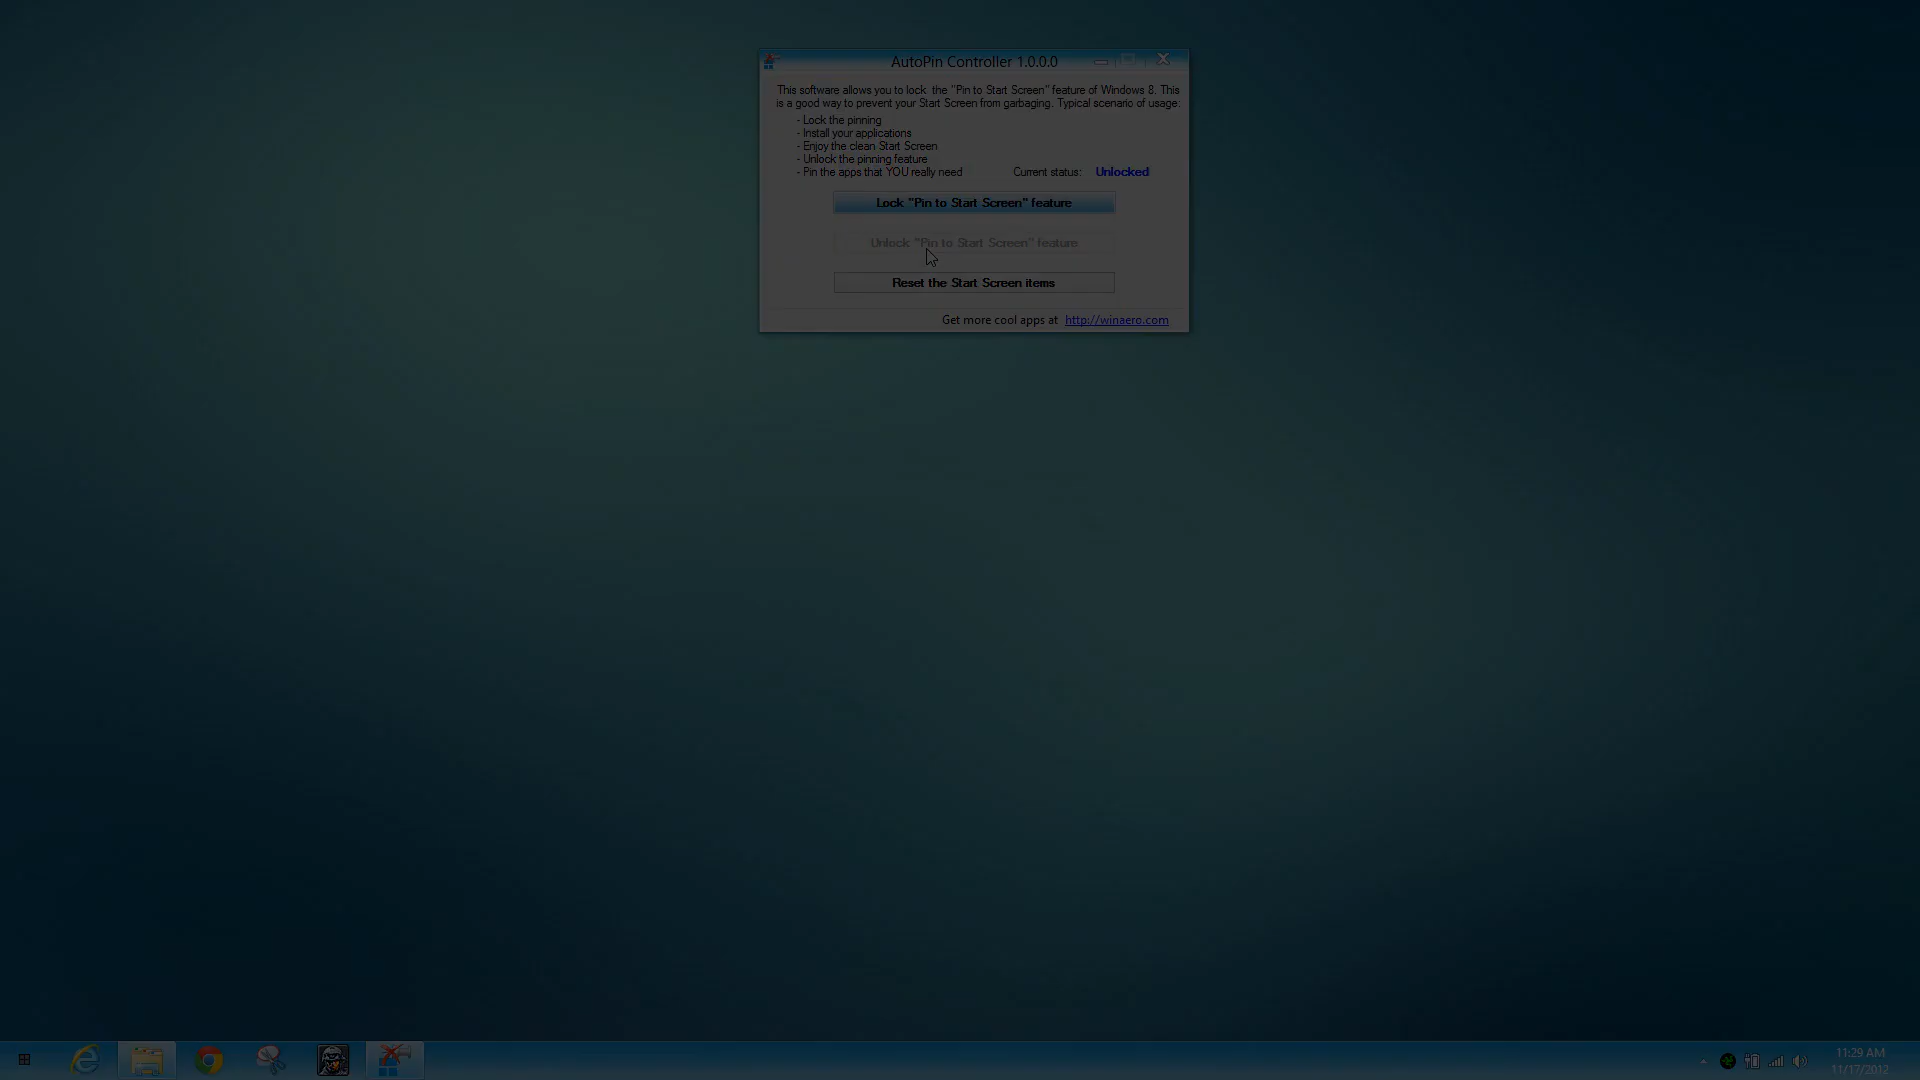 AutoPin Controller 1.0.0.0
This software allows you to lock the "Pin to Start Screen" feature of Windows 8. This
is a good way to prevent your Start Screen from garbaging. Typical scenario of usage:
- Lock the pinning
- Install your applications
- Enjoy the clean Start Screen
- Unlock the pinning feature
- Pin the apps that YOU really need
Current status: Unlocked
Lock "Pin to Start Screen" feature
Unlock "Pin to Start Screen" feature
Reset the Start Screen items
Get more cool apps at http://winaero.com
11:29 AM
11/17/2012